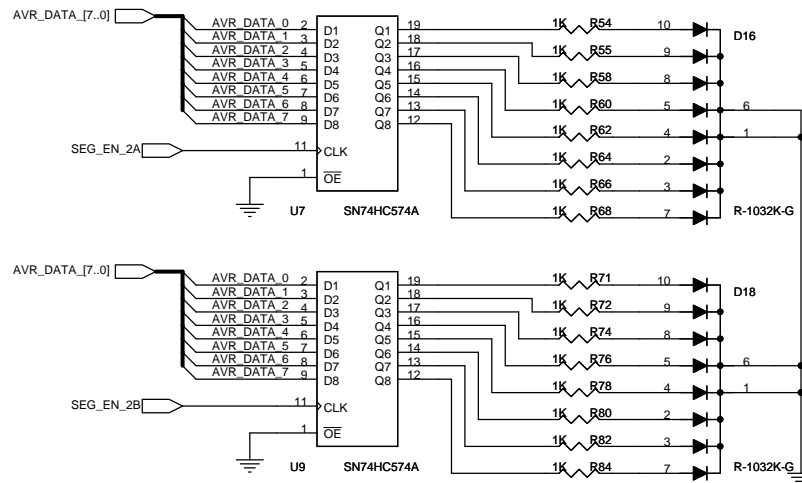 AVR_DATA_[7..0]
AVR_DATA_0 2 D1 Q1 19 1K R54 10 D16
AVR_DATA_1 3 D2 Q2 18 1K R55 9
AVR_DATA_2 4 D3 Q3 17 1K R58 8
AVR_DATA_3 5 D4 Q4 16 1K R60 5 6
AVR_DATA_4 6 D5 Q5 15 1K R62 4 1
AVR_DATA_5 7 D6 Q6 14 1K R64 2
AVR_DATA_6 8 D7 Q7 13 1K R66 3
AVR_DATA_7 9 D8 Q8 12 1K R68 7
SEG_EN_2A 11 CLK
1 OE
U7 SN74HC574A R-1032K-G
AVR_DATA_[7..0]
AVR_DATA_0 2 D1 Q1 19 1K R71 10 D18
AVR_DATA_1 3 D2 Q2 18 1K R72 9
AVR_DATA_2 4 D3 Q3 17 1K R74 8
AVR_DATA_3 5 D4 Q4 16 1K R76 5 6
AVR_DATA_4 6 D5 Q5 15 1K R78 4 1
AVR_DATA_5 7 D6 Q6 14 1K R80 2
AVR_DATA_6 8 D7 Q7 13 1K R82 3
AVR_DATA_7 9 D8 Q8 12 1K R84 7
SEG_EN_2B 11 CLK
1 OE
U9 SN74HC574A R-1032K-G